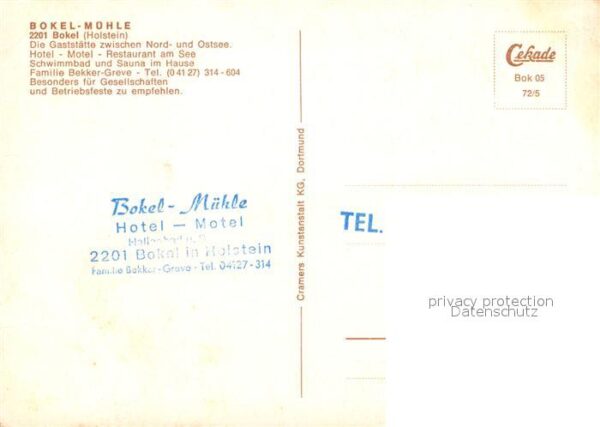 BOKEL-MÜHLE
2201 Bokel (Holstein)
Die Gaststätte zwischen Nord- und Ostsee.
Hotel - Motel - Restaurant am See
Schwimmbad und Sauna im Hause
Familie Bekker-Greve - Tel. (0 41 27) 314 - 604
Besonders für Gesellschaften
und Betriebsfeste zu empfehlen.
Cekade
Bok 05
72/5
Cramers Kunstanstalt KG, Dortmund
Bokel - Mühle
Hotel — Motel
2201 Bokel in Holstein
Familie Bekker-Greve - Tel. 04127-314
TEL.
privacy protection
Datenschutz